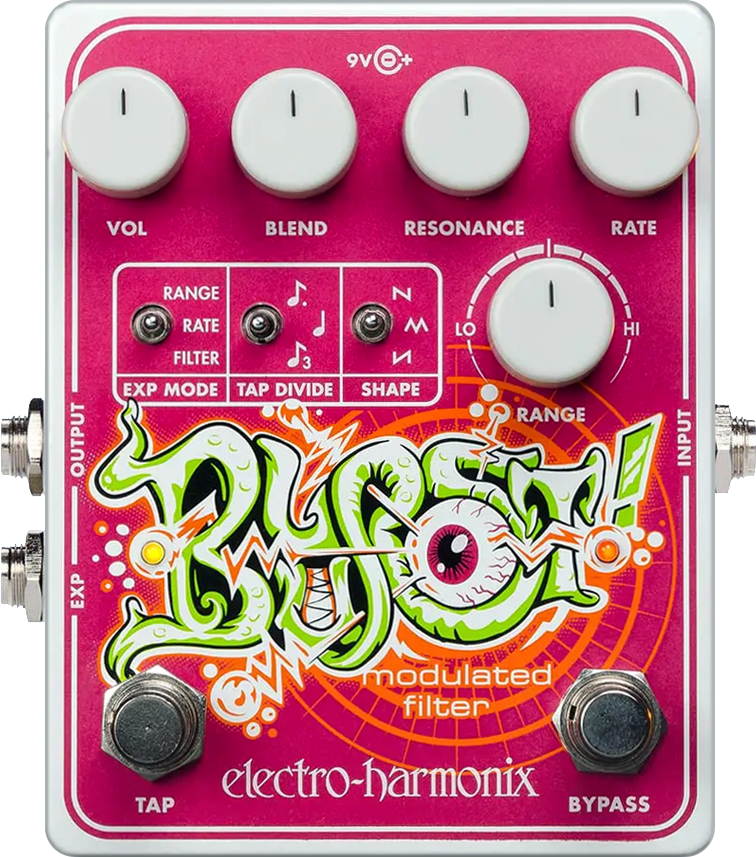 9V
VOL BLEND RESONANCE RATE
RANGE
RATE
FILTER
3
EXP MODE TAP DIVIDE SHAPE
LO HI
RANGE
OUTPUT
INPUT
EXP
BLURST!
modulated
filter
electro-harmonix
TAP BYPASS